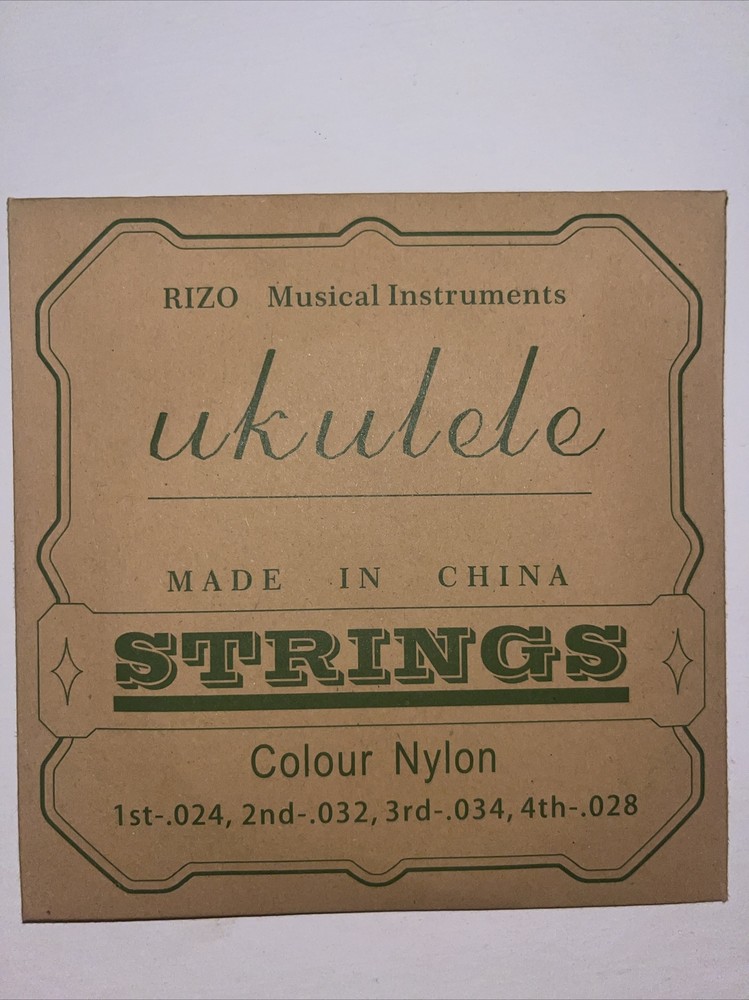 RIZO Musical Instruments
ukulele
MADE IN CHINA
STRINGS
Colour Nylon
1st-.024, 2nd-.032, 3rd-.034, 4th-.028